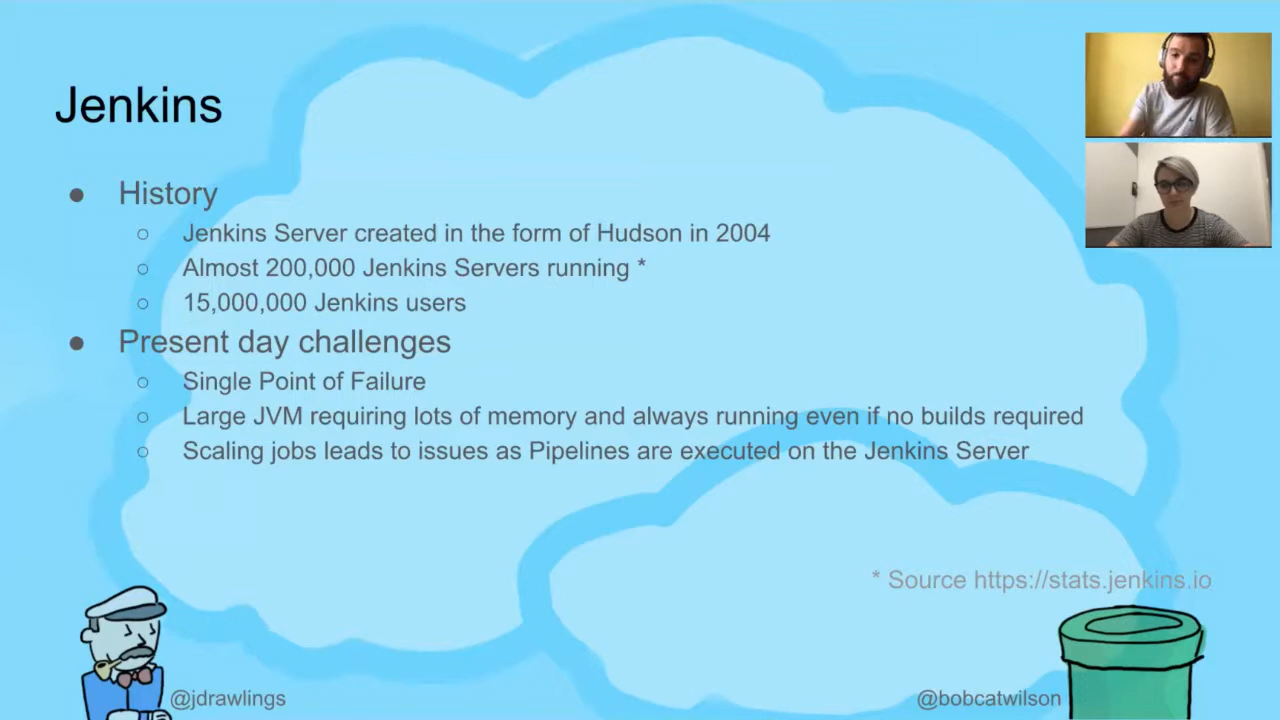 Jenkins
● History
○ Jenkins Server created in the form of Hudson in 2004
○ Almost 200,000 Jenkins Servers running *
○ 15,000,000 Jenkins users
● Present day challenges
○ Single Point of Failure
○ Large JVM requiring lots of memory and always running even if no builds required
○ Scaling jobs leads to issues as Pipelines are executed on the Jenkins Server
* Source https://stats.jenkins.io
@jdrawlings
@bobcatwilson